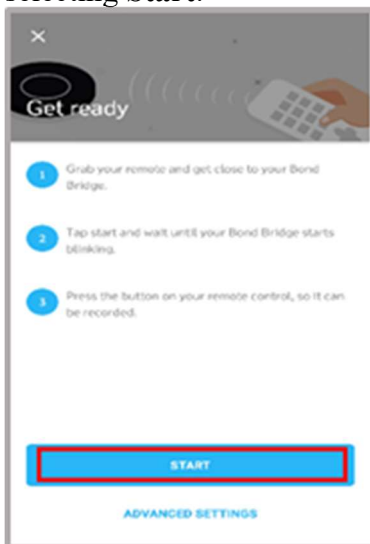 ×
Get ready
1 Grab your remote and get close to your Bond
Bridge.
2 Tap start and wait until your Bond Bridge starts
blinking.
3 Press the button on your remote control, so it can
be recorded.
START
ADVANCED SETTINGS